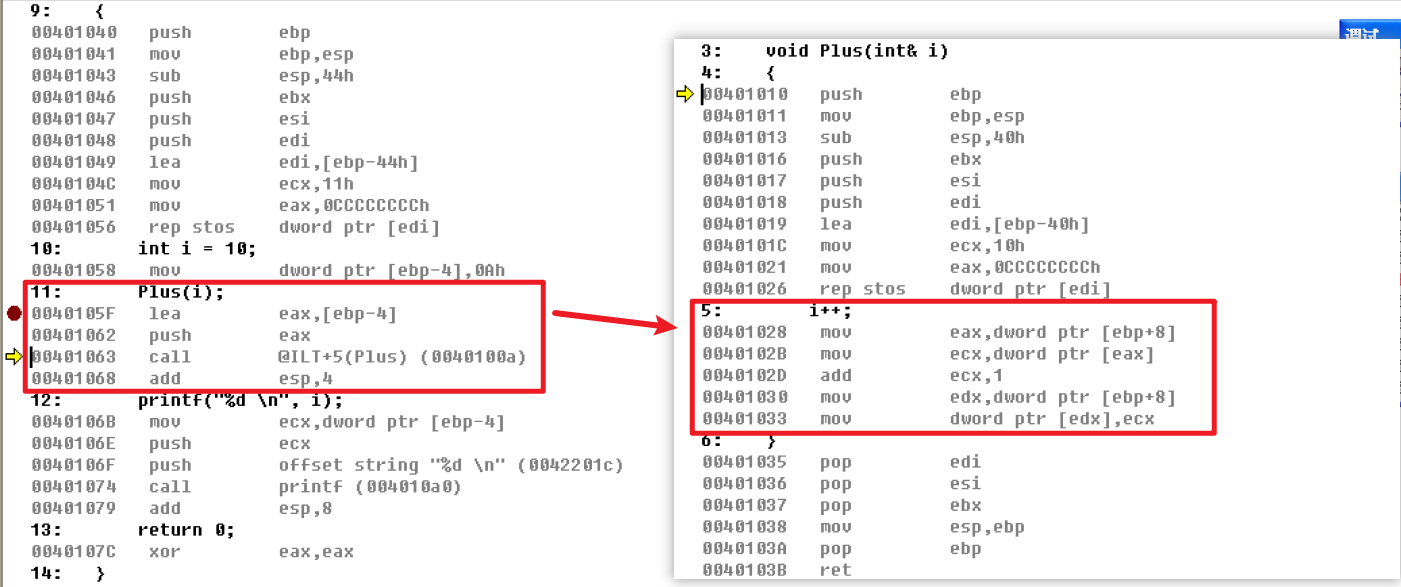 9: {
00401040 push ebp
00401041 mov ebp,esp
00401043 sub esp,44h
00401046 push ebx
00401047 push esi
00401048 push edi
00401049 lea edi,[ebp-44h]
0040104C mov ecx,11h
00401051 mov eax,0CCCCCCCCh
00401056 rep stos dword ptr [edi]
10: int i = 10;
00401058 mov dword ptr [ebp-4],0Ah
11: Plus(i);
0040105F lea eax,[ebp-4]
00401062 push eax
00401063 call @ILT+5(Plus) (0040100a)
00401068 add esp,4
12: printf("%d \n", i);
0040106B mov ecx,dword ptr [ebp-4]
0040106E push ecx
0040106F push offset string "%d \n" (0042201c)
00401074 call printf (004010a0)
00401079 add esp,8
13: return 0;
0040107C xor eax,eax
14: }
调试
3: void Plus(int& i)
4: {
00401010 push ebp
00401011 mov ebp,esp
00401013 sub esp,40h
00401016 push ebx
00401017 push esi
00401018 push edi
00401019 lea edi,[ebp-40h]
0040101C mov ecx,10h
00401021 mov eax,0CCCCCCCCh
00401026 rep stos dword ptr [edi]
5: i++;
00401028 mov eax,dword ptr [ebp+8]
0040102B mov ecx,dword ptr [eax]
0040102D add ecx,1
00401030 mov edx,dword ptr [ebp+8]
00401033 mov dword ptr [edx],ecx
6: }
00401035 pop edi
00401036 pop esi
00401037 pop ebx
00401038 mov esp,ebp
0040103A pop ebp
0040103B ret